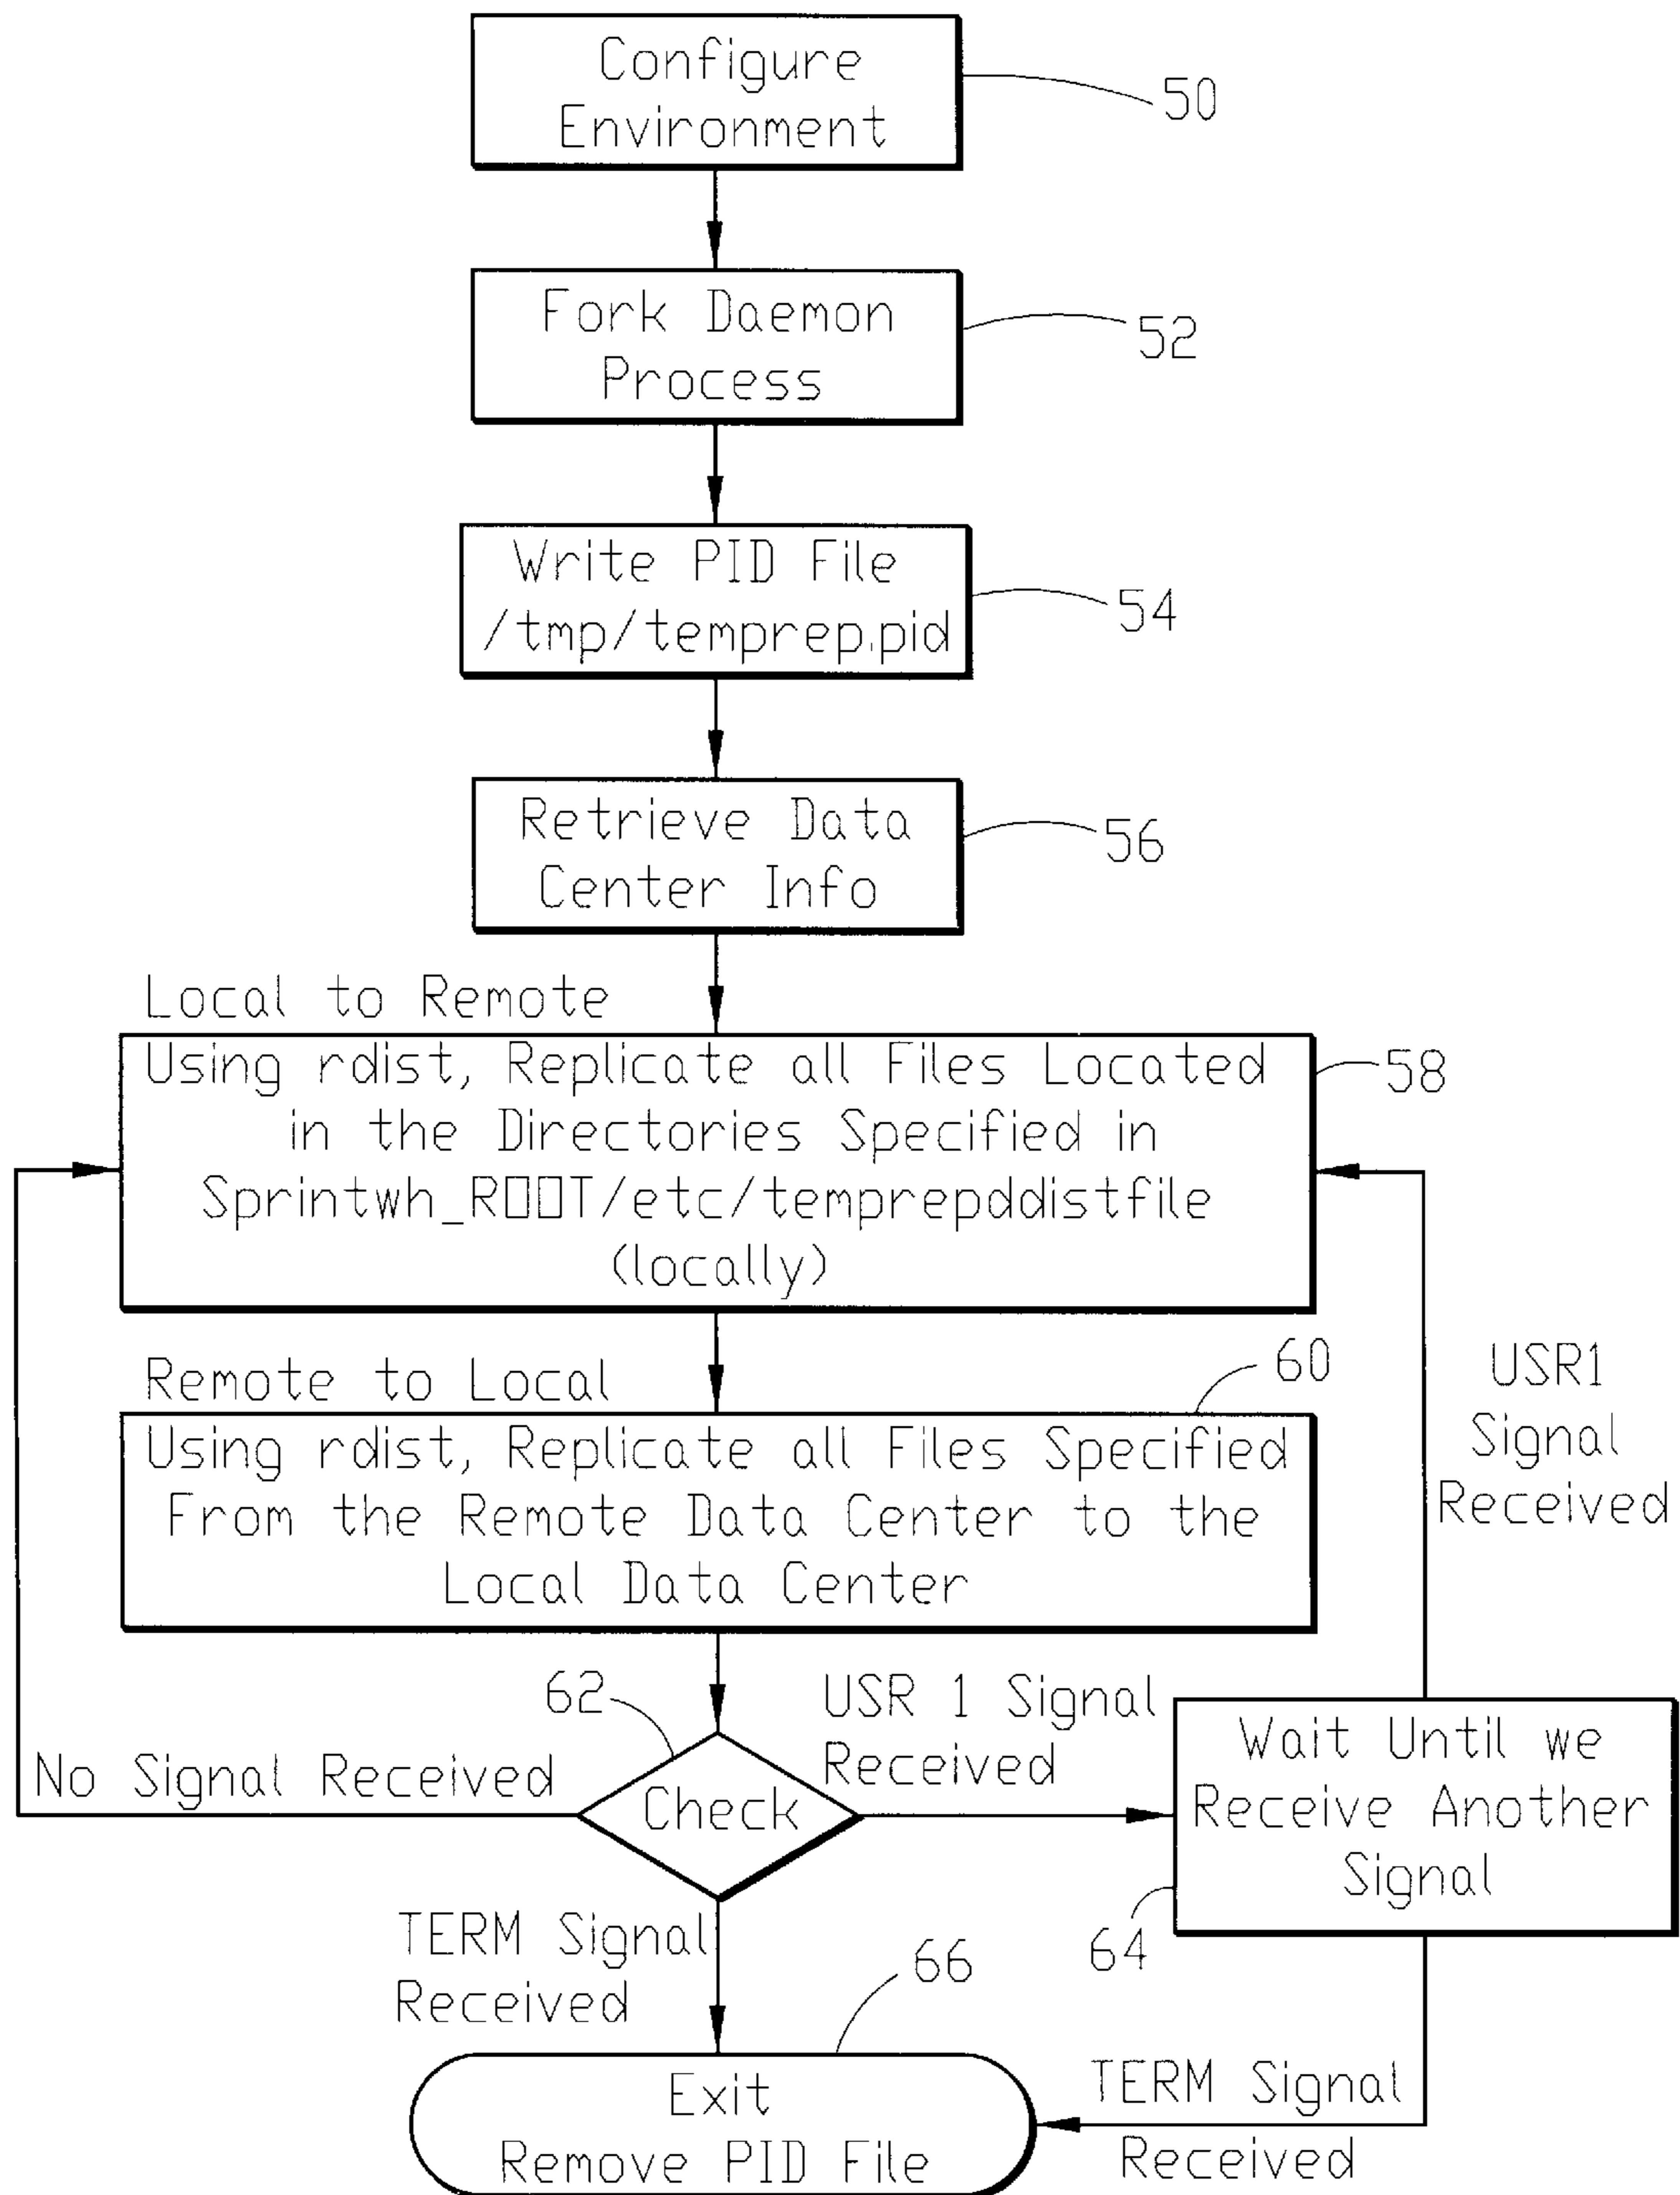 Configure
Environment
50
Fork Daemon
Process
52
Write PID File
/tmp/temprep.pid
54
Retrieve Data
Center Info
56
Local to Remote
Using rdist, Replicate all Files Located
in the Directories Specified in
Sprintwh_ROOT/etc/temprepddistfile
(locally)
58
Remote to Local
60
Using rdist, Replicate all Files Specified
From the Remote Data Center to the
Local Data Center
USR1
Signal
Received
62
Check
No Signal Received
USR 1 Signal
Received
Wait Until we
Receive Another
Signal
64
TERM Signal
Received
66
Exit
Remove PID File
TERM Signal
Received